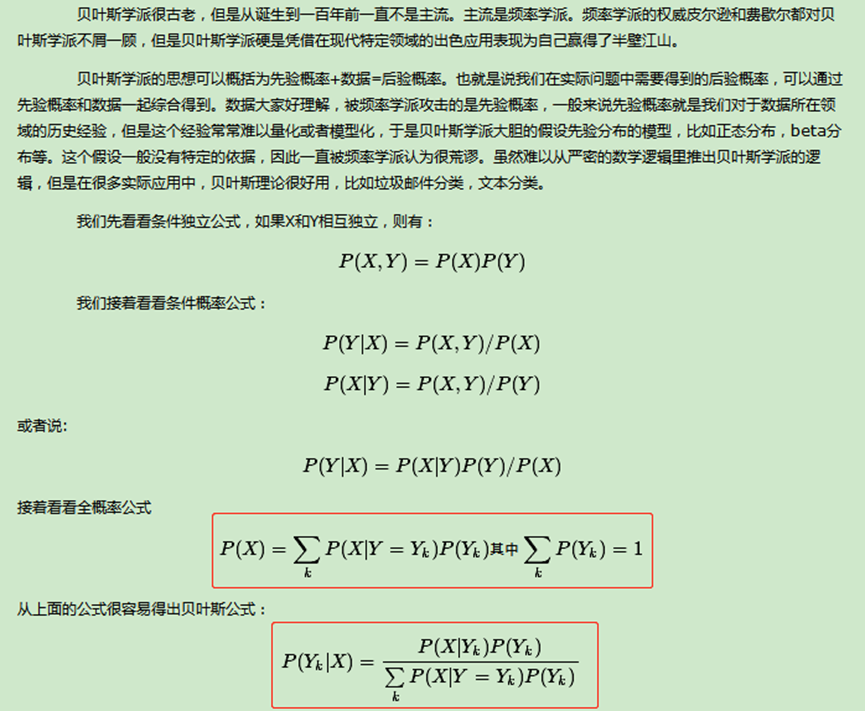 贝叶斯学派很古老，但是从诞生到一百年前一直不是主流。主流是频率学派。频率学派的权威皮尔逊和费歇尔都对贝
叶斯学派不屑一顾，但是贝叶斯学派硬是凭借在现代特定领域的出色应用表现为自己赢得了半壁江山。
贝叶斯学派的思想可以概括为先验概率+数据=后验概率。也就是说我们在实际问题中需要得到的后验概率，可以通过
先验概率和数据一起综合得到。数据大家好理解，被频率学派攻击的是先验概率，一般来说先验概率就是我们对于数据所在领
域的历史经验，但是这个经验常常难以量化或者模型化，于是贝叶斯学派大胆的假设先验分布的模型，比如正态分布，beta分
布等。这个假设一般没有特定的依据，因此一直被频率学派认为很荒谬。虽然难以从严密的数学逻辑里推出贝叶斯学派的逻
辑，但是在很多实际应用中，贝叶斯理论很好用，比如垃圾邮件分类，文本分类。
我们先看看条件独立公式，如果X和Y相互独立，则有：
P(X,Y) = P(X)P(Y)
我们接着看看条件概率公式：
P(Y|X) = P(X,Y)/P(X)
P(X|Y) = P(X,Y)/P(Y)
或者说:
P(Y|X) = P(X|Y)P(Y)/P(X)
接着看看全概率公式
P(X) = ∑_k P(X|Y = Y_k)P(Y_k)其中 ∑_k P(Y_k) = 1
从上面的公式很容易得出贝叶斯公式：
P(Y_k|X) = P(X|Y_k)P(Y_k) / ∑_k P(X|Y = Y_k)P(Y_k)